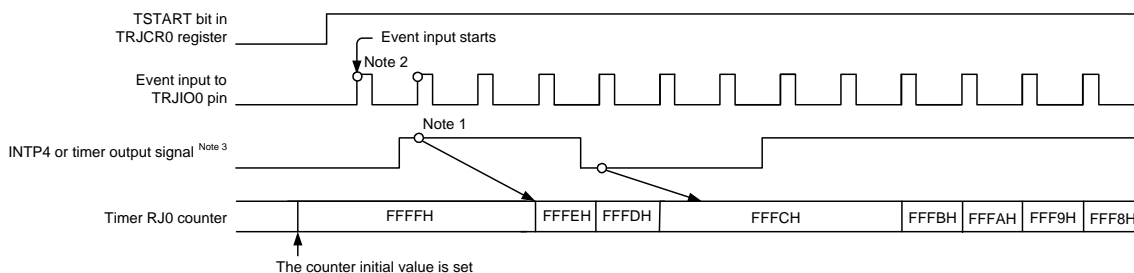 TSTART bit in
TRJCR0 register
Event input starts
Note 2
Event input to
TRJIO0 pin
Note 1
INTP4 or timer output signal Note 3
Timer RJ0 counter
FFFFH
FFFEH
FFFDH
FFFCH
FFFBH
FFFAH
FFF9H
FFF8H
The counter initial value is set